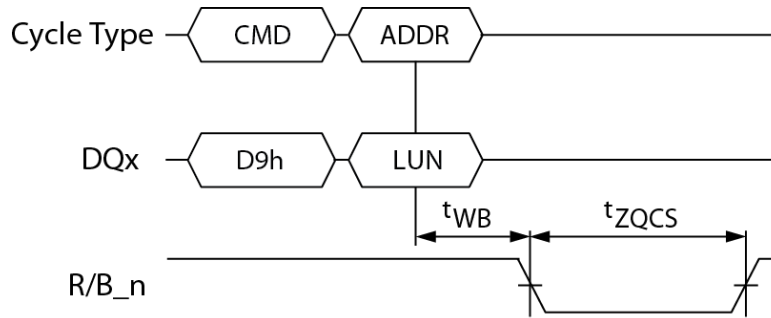 Cycle Type CMD ADDR
DQx D9h LUN
tWB tZQCS
R/B_n